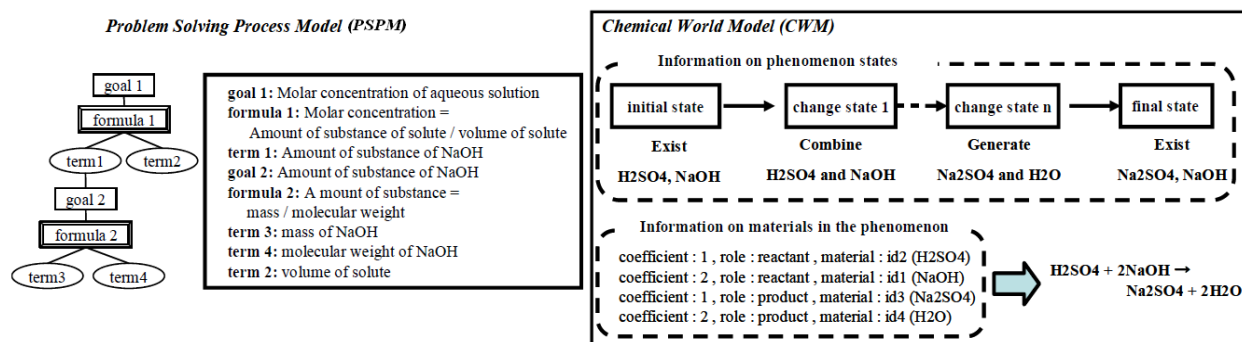 Problem Solving Process Model (PSPM)
goal 1
formula 1
term1
term2
goal 2
formula 2
term3
term4
goal 1: Molar concentration of aqueous solution
formula 1: Molar concentration =
Amount of substance of solute / volume of solute
term 1: Amount of substance of NaOH
goal 2: Amount of substance of NaOH
formula 2: A mount of substance =
mass / molecular weight
term 3: mass of NaOH
term 4: molecular weight of NaOH
term 2: volume of solute
Chemical World Model (CWM)
Information on phenomenon states
initial state
change state 1
change state n
final state
Exist
Combine
Generate
Exist
H2SO4, NaOH
H2SO4 and NaOH
Na2SO4 and H2O
Na2SO4, NaOH
Information on materials in the phenomenon
coefficient : 1 , role : reactant , material : id2 (H2SO4)
coefficient : 2 , role : reactant , material : id1 (NaOH)
coefficient : 1 , role : product , material : id3 (Na2SO4)
coefficient : 2 , role : product , material : id4 (H2O)
H2SO4 + 2NaOH →
Na2SO4 + 2H2O